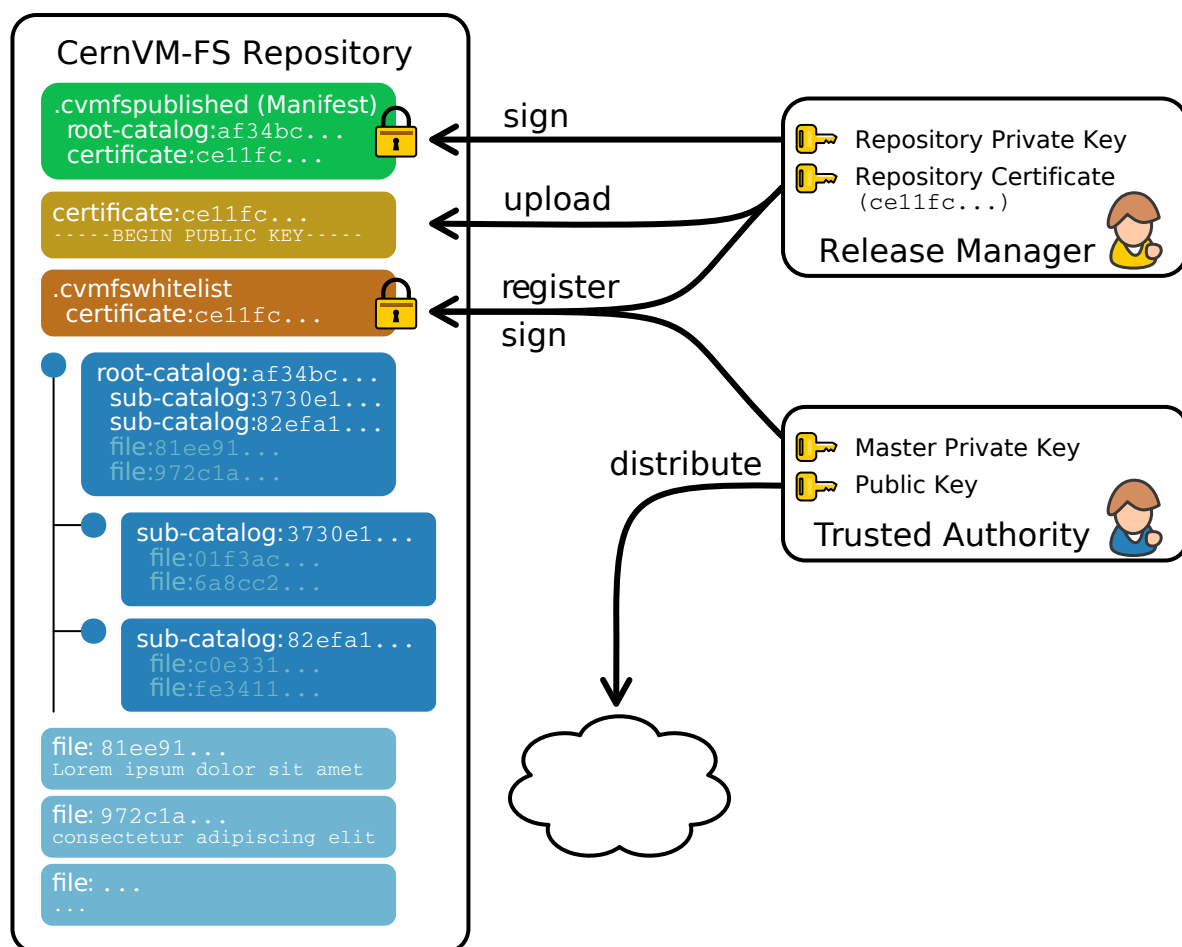 CernVM-FS Repository
.cvmfspublished (Manifest)
root-catalog:af34bc...
certificate:ce11fc...
certificate:ce11fc...
-----BEGIN PUBLIC KEY-----
.cvmfswhitelist
certificate:ce11fc...
root-catalog:af34bc...
sub-catalog:3730e1...
sub-catalog:82efa1...
file:81ee91...
file:972c1a...
sub-catalog:3730e1...
file:01f3ac...
file:6a8cc2...
sub-catalog:82efa1...
file:c0e331...
file:fe3411...
file: 81ee91...
Lorem ipsum dolor sit amet
file: 972c1a...
consectetur adipiscing elit
file: ...
...
sign
upload
register
sign
distribute
Repository Private Key
Repository Certificate
(ce11fc...)
Release Manager
Master Private Key
Public Key
Trusted Authority